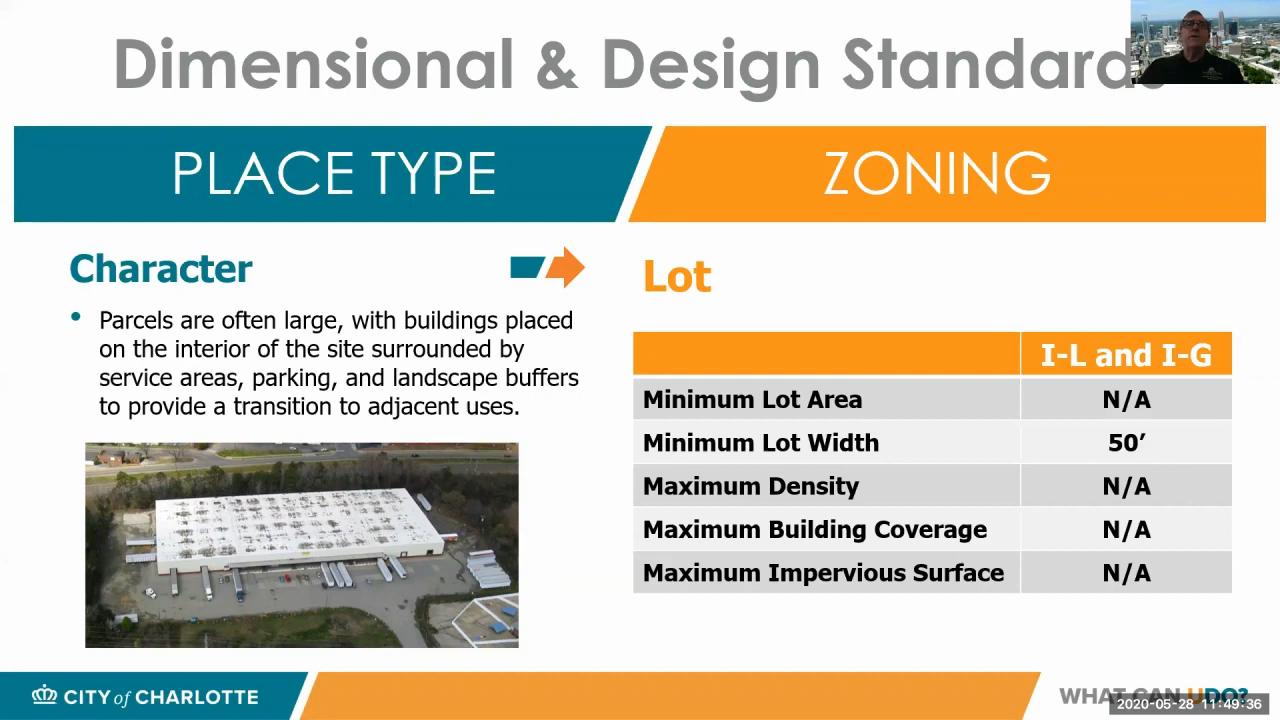 Dimensional & Design Standards
PLACE TYPE
ZONING
Character
• Parcels are often large, with buildings placed
on the interior of the site surrounded by
service areas, parking, and landscape buffers
to provide a transition to adjacent uses.
Lot
I-L and I-G
Minimum Lot Area N/A
Minimum Lot Width 50’
Maximum Density N/A
Maximum Building Coverage N/A
Maximum Impervious Surface N/A
CITY of CHARLOTTE
WHAT CAN UDO?
2020-05-28 11:49:36